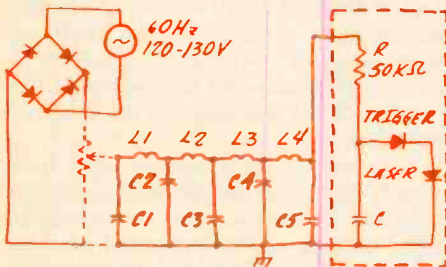 60Hz
120-130V
R
50KΩ
TRIGGER
LASER
L1
L2
L3
L4
C2
C4
C1
C3
C5
C